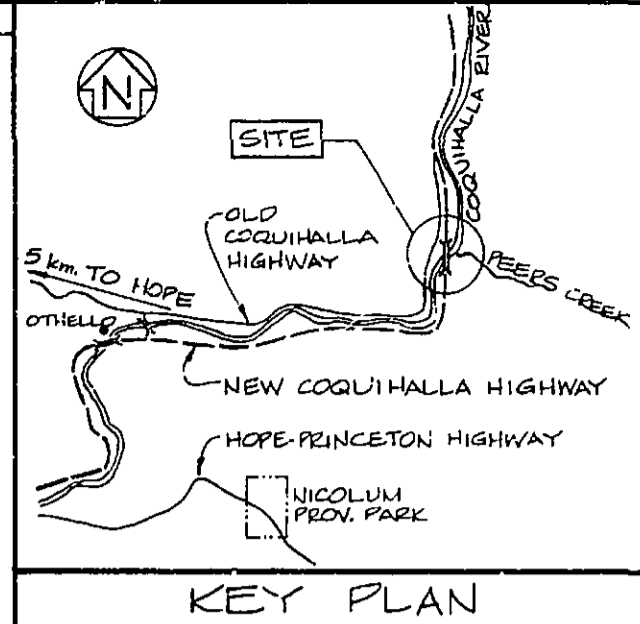 N
SITE
COQUIHALLA RIVER
OLD
COQUIHALLA
HIGHWAY
5 km. TO HOPE
PEERS CREEK
OTHELLO
NEW COQUIHALLA HIGHWAY
HOPE-PRINCETON HIGHWAY
NICOLUM
PROV. PARK
KEY PLAN